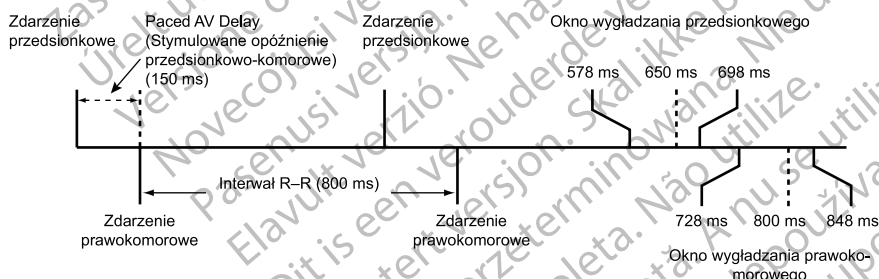 Zdarzenie
przedsionkowe
Paced AV Delay
(Stymulowane opóźnienie
przedsionkowo-komorowe)
(150 ms)
Zdarzenie
przedsionkowe
Okno wygładzania przedsionkowego
578 ms
650 ms
698 ms
Interwał R–R (800 ms)
Zdarzenie
prawokomorowe
Zdarzenie
prawokomorowe
728 ms
800 ms
848 ms
Okno wygładzania prawoko-
morowego